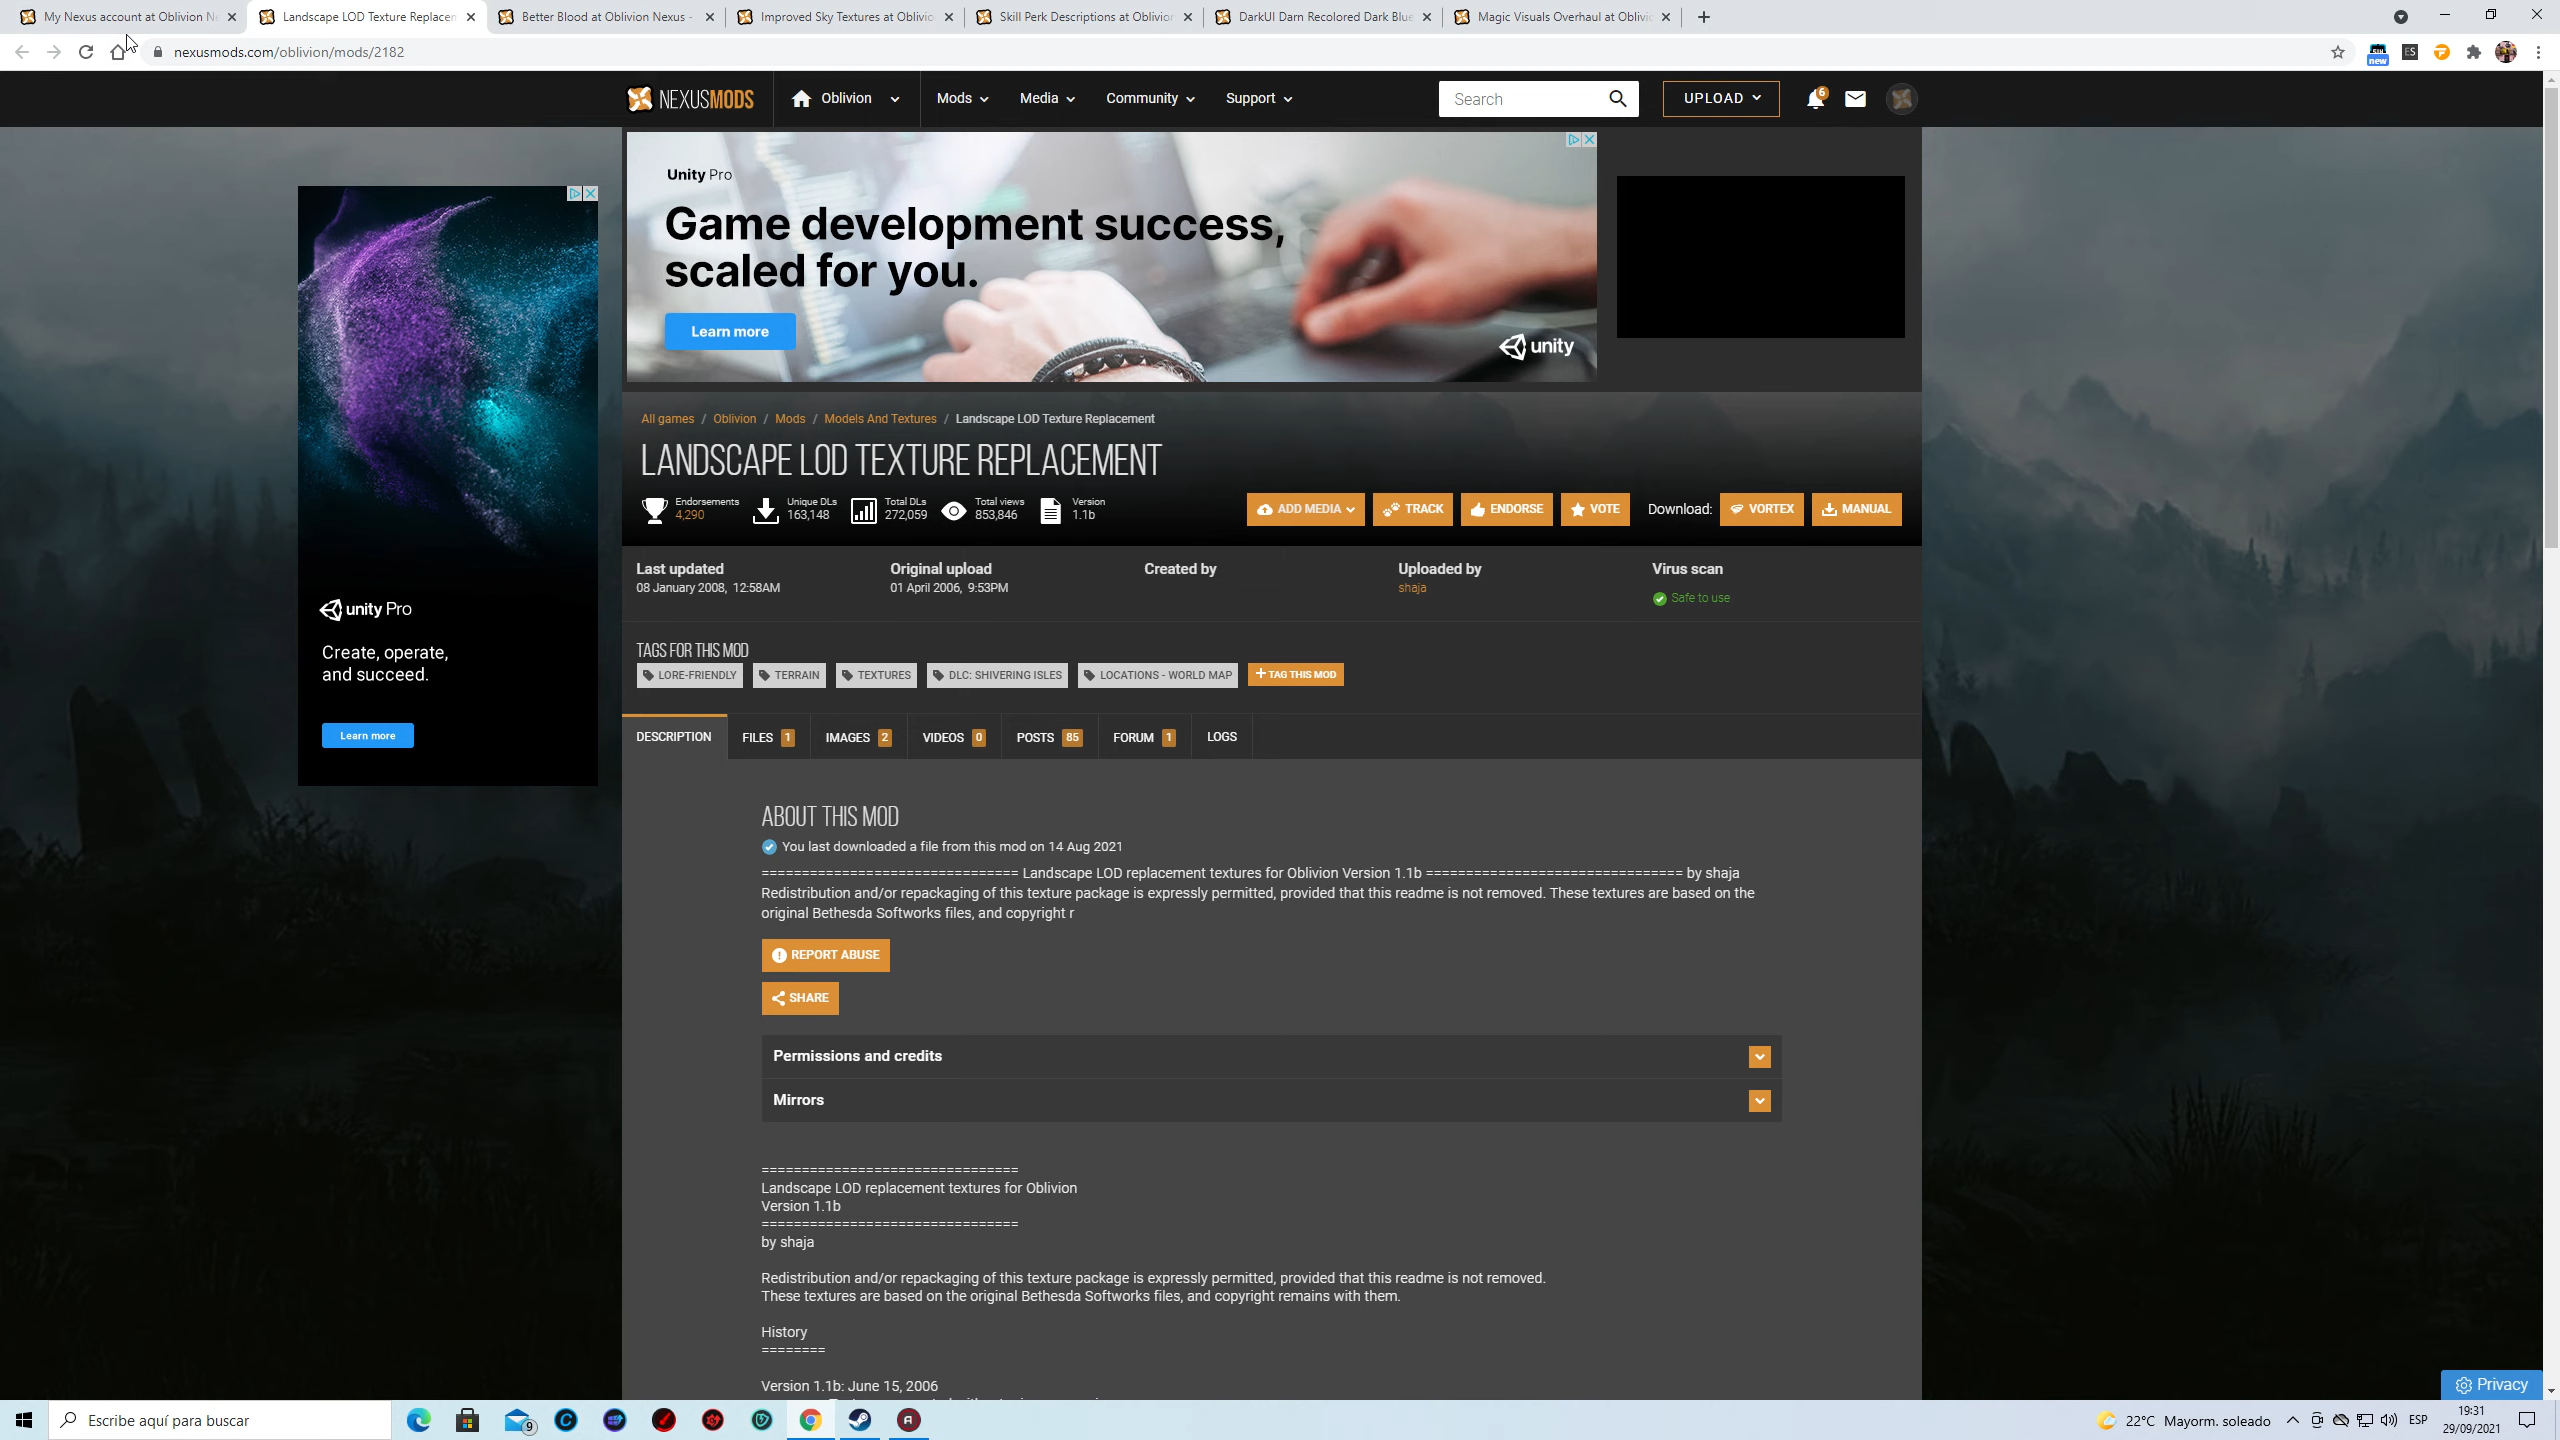 My Nexus account at Oblivion Ne
Landscape LOD Texture Replacem
Better Blood at Oblivion Nexus -
Improved Sky Textures at Oblivio
Skill Perk Descriptions at Oblivion
DarkUI Darn Recolored Dark Blue
Magic Visuals Overhaul at Oblivio
nexusmods.com/oblivion/mods/2182
new
ES
NEXUSMODS
Oblivion
Mods
Media
Community
Support
Search
UPLOAD
6
Unity Pro
Game development success,
scaled for you.
Learn more
unity
unity Pro
Create, operate,
and succeed.
Learn more
All games / Oblivion / Mods / Models And Textures / Landscape LOD Texture Replacement
LANDSCAPE LOD TEXTURE REPLACEMENT
Endorsements
4,290
Unique DLs
163,148
Total DLs
272,059
Total views
853,846
Version
1.1b
ADD MEDIA
TRACK
ENDORSE
VOTE
Download:
VORTEX
MANUAL
Last updated
08 January 2008, 12:58AM
Original upload
01 April 2006, 9:53PM
Created by
Uploaded by
shaja
Virus scan
Safe to use
TAGS FOR THIS MOD
LORE-FRIENDLY
TERRAIN
TEXTURES
DLC: SHIVERING ISLES
LOCATIONS - WORLD MAP
+ TAG THIS MOD
DESCRIPTION
FILES 1
IMAGES 2
VIDEOS 0
POSTS 85
FORUM 1
LOGS
ABOUT THIS MOD
You last downloaded a file from this mod on 14 Aug 2021
================================ Landscape LOD replacement textures for Oblivion Version 1.1b ================================ by shaja
Redistribution and/or repackaging of this texture package is expressly permitted, provided that this readme is not removed. These textures are based on the
original Bethesda Softworks files, and copyright r
REPORT ABUSE
SHARE
Permissions and credits
Mirrors
================================
Landscape LOD replacement textures for Oblivion
Version 1.1b
================================
by shaja
Redistribution and/or repackaging of this texture package is expressly permitted, provided that this readme is not removed.
These textures are based on the original Bethesda Softworks files, and copyright remains with them.
History
========
Version 1.1b: June 15, 2006
Privacy
Escribe aquí para buscar
9
22°C Mayorm. soleado
ESP
19:31
29/09/2021